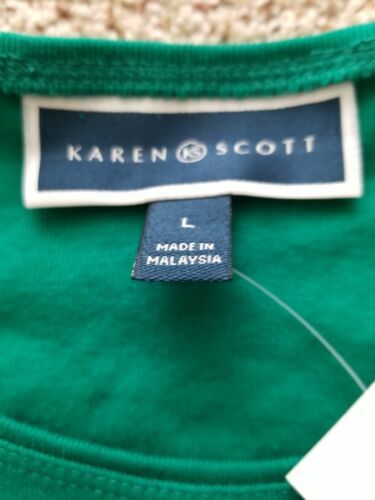 KAREN KS SCOTT
L
MADE IN
MALAYSIA